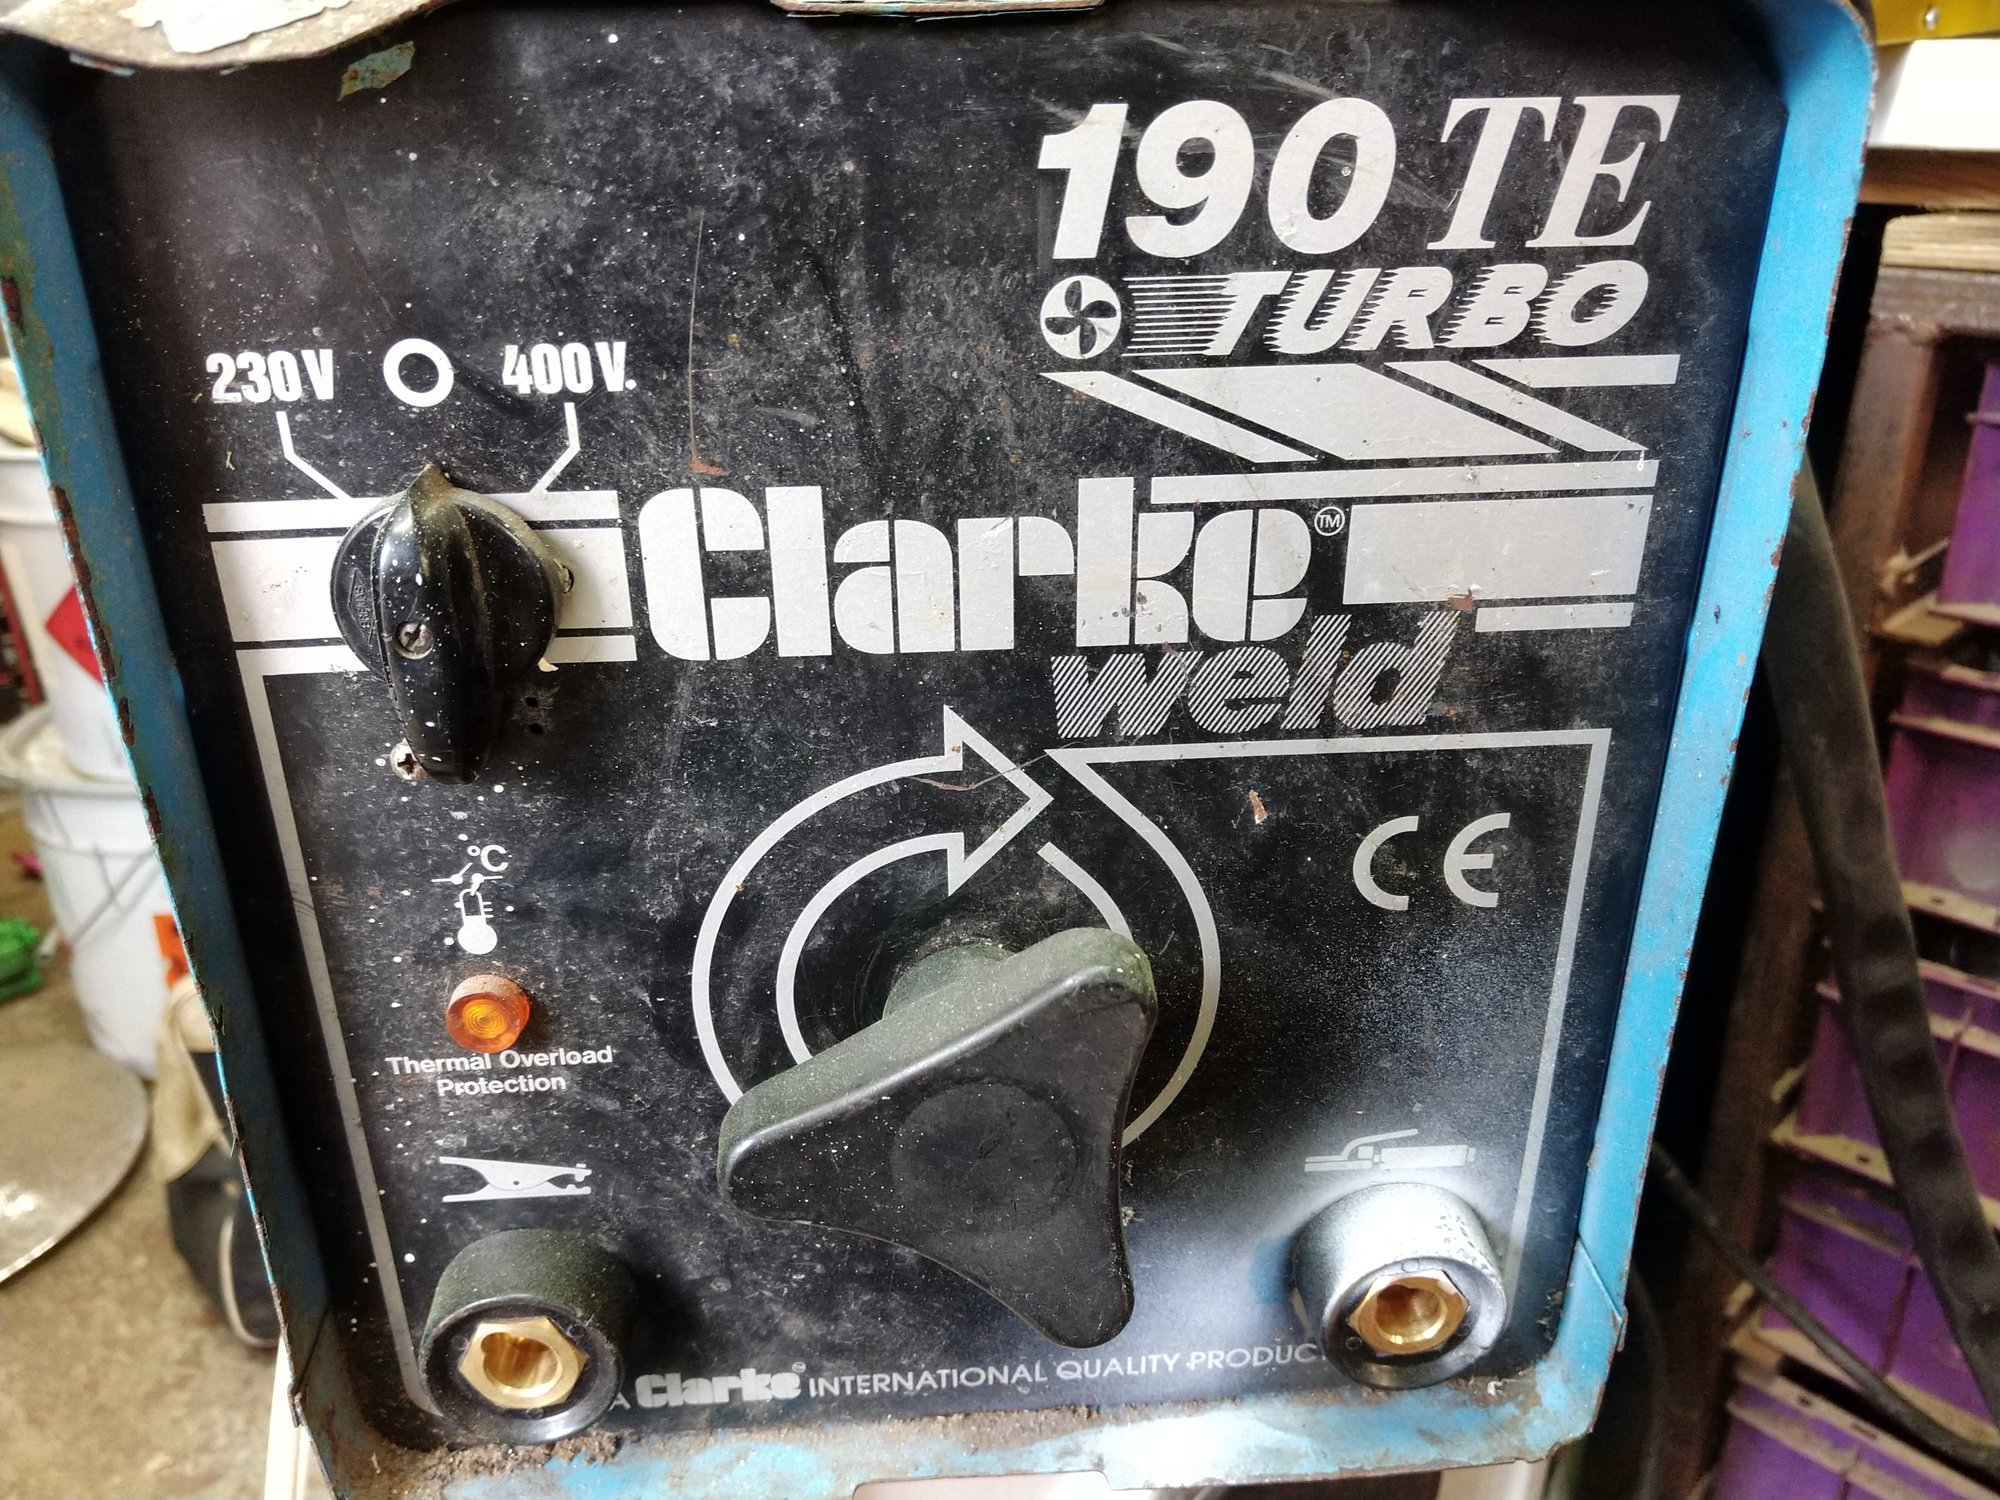 190 TE
TURBO
230V O 400V.
Clarke™
weld
°C
CE
Thermal Overload
Protection
A Clarke® INTERNATIONAL QUALITY PRODUC